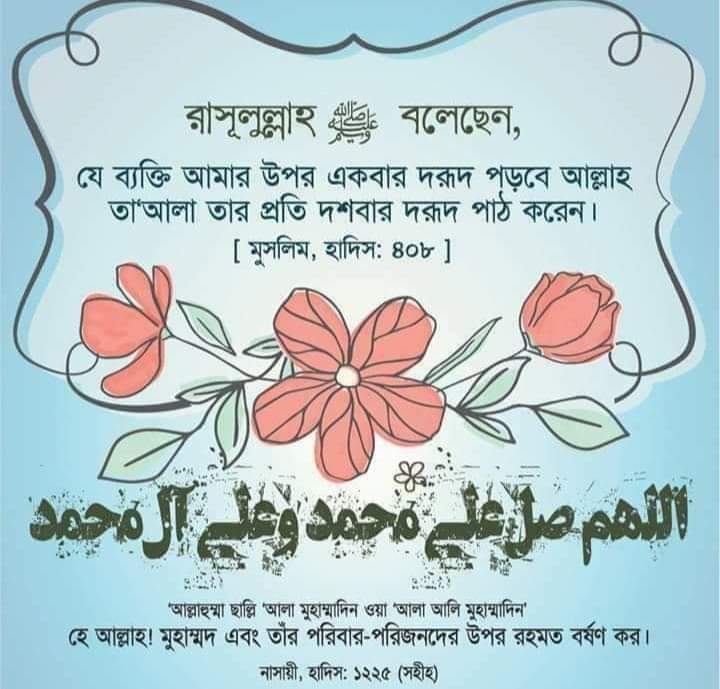 রাসূলুল্লাহ ﷺ বলেছেন,
যে ব্যক্তি আমার উপর একবার দরূদ পড়বে আল্লাহ
তা'আলা তার প্রতি দশবার দরূদ পাঠ করেন।
[ মুসলিম, হাদিস: ৪০৮ ]
اللهم صل على محمد وعلى آل محمد
'আল্লাহুম্মা ছাল্লি 'আলা মুহাম্মাদিন ওয়া 'আলা আলি মুহাম্মাদিন'
হে আল্লাহ! মুহাম্মদ এবং তাঁর পরিবার-পরিজনদের উপর রহমত বর্ষণ কর।
নাসায়ী, হাদিস: ১২২৫ (সহীহ)